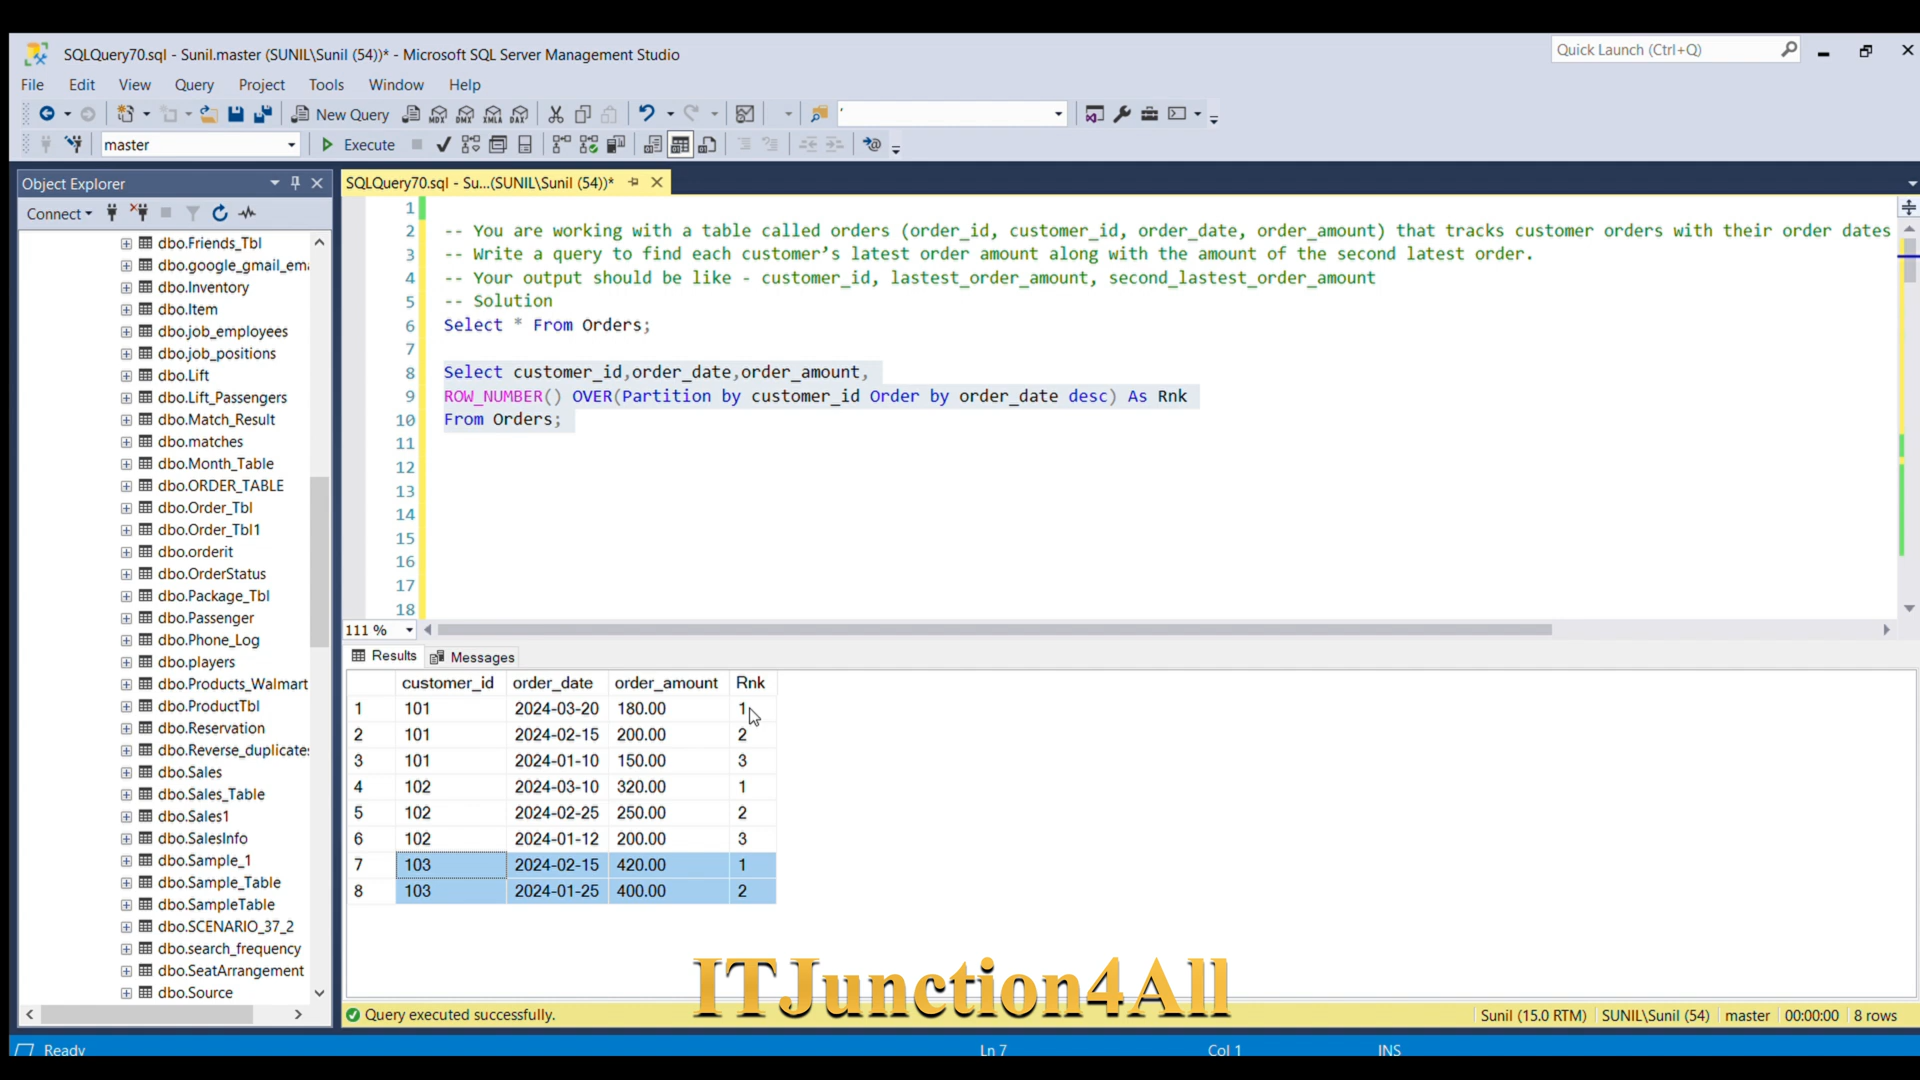 SQLQuery70.sql - Sunil.master (SUNIL\Sunil (54))* - Microsoft SQL Server Management Studio
Quick Launch (Ctrl+Q)
File Edit View Query Project Tools Window Help
New Query
master
Execute
Object Explorer
SQLQuery70.sql - Su...(SUNIL\Sunil (54))*
Connect
dbo.Friends_Tbl
dbo.google_gmail_ema
dbo.Inventory
dbo.Item
dbo.job_employees
dbo.job_positions
dbo.Lift
dbo.Lift_Passengers
dbo.Match_Result
dbo.matches
dbo.Month_Table
dbo.ORDER_TABLE
dbo.Order_Tbl
dbo.Order_Tbl1
dbo.orderit
dbo.OrderStatus
dbo.Package_Tbl
dbo.Passenger
dbo.Phone_Log
dbo.players
dbo.Products_Walmart
dbo.ProductTbl
dbo.Reservation
dbo.Reverse_duplicates
dbo.Sales
dbo.Sales_Table
dbo.Sales1
dbo.SalesInfo
dbo.Sample_1
dbo.Sample_Table
dbo.SampleTable
dbo.SCENARIO_37_2
dbo.search_frequency
dbo.SeatArrangement
dbo.Source
1
2 -- You are working with a table called orders (order_id, customer_id, order_date, order_amount) that tracks customer orders with their order dates
3 -- Write a query to find each customer’s latest order amount along with the amount of the second latest order.
4 -- Your output should be like - customer_id, lastest_order_amount, second_lastest_order_amount
5 -- Solution
6 Select * From Orders;
7
8 Select customer_id,order_date,order_amount,
9 ROW_NUMBER() OVER(Partition by customer_id Order by order_date desc) As Rnk
10 From Orders;
11
12
13
14
15
16
17
18
111 %
Results Messages
customer_id order_date order_amount Rnk
1 101 2024-03-20 180.00 1
2 101 2024-02-15 200.00 2
3 101 2024-01-10 150.00 3
4 102 2024-03-10 320.00 1
5 102 2024-02-25 250.00 2
6 102 2024-01-12 200.00 3
7 103 2024-02-15 420.00 1
8 103 2024-01-25 400.00 2
ITJunction4All
Query executed successfully.
Sunil (15.0 RTM) SUNIL\Sunil (54) master 00:00:00 8 rows
Ready Ln 7 Col 1 INS